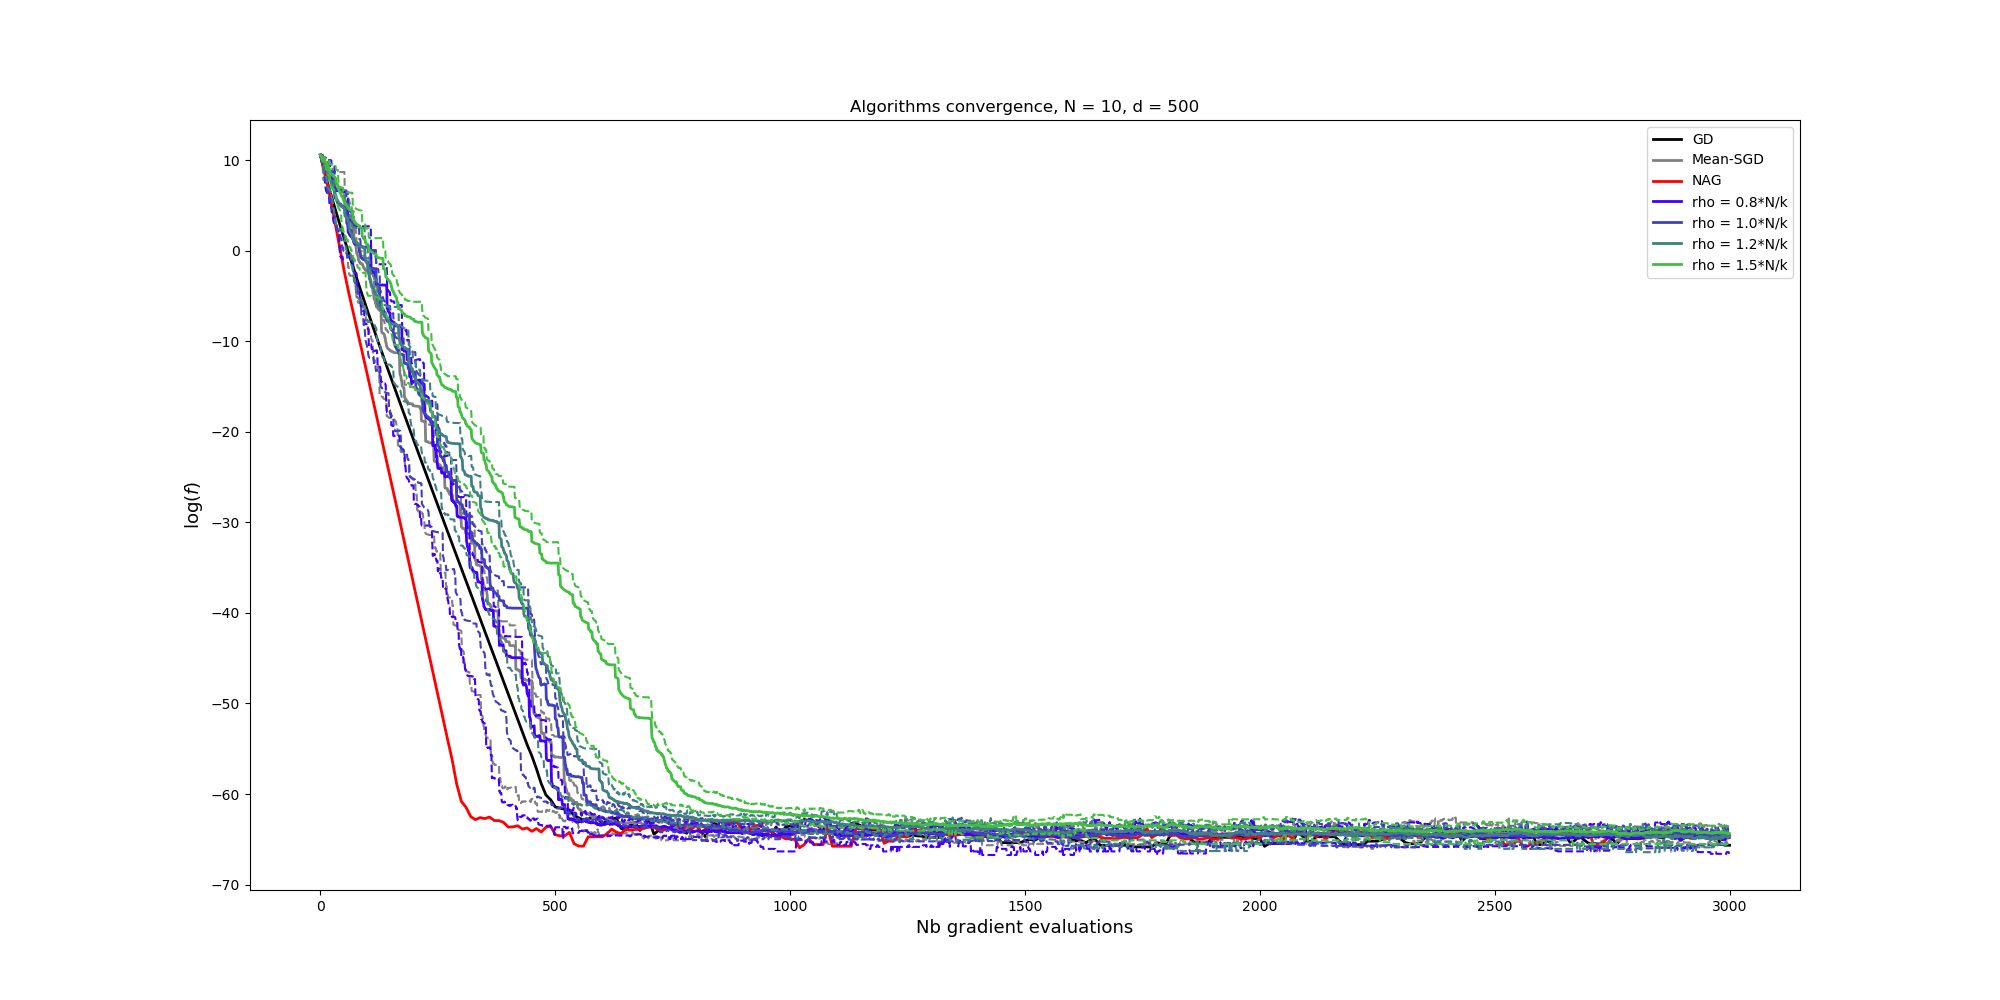 Algorithms convergence, N = 10, d = 500
GD
Mean-SGD
NAG
rho = 0.8*N/k
rho = 1.0*N/k
rho = 1.2*N/k
rho = 1.5*N/k
10
0
−10
−20
−30
−40
−50
−60
−70
log(f)
0
500
1000
1500
2000
2500
3000
Nb gradient evaluations